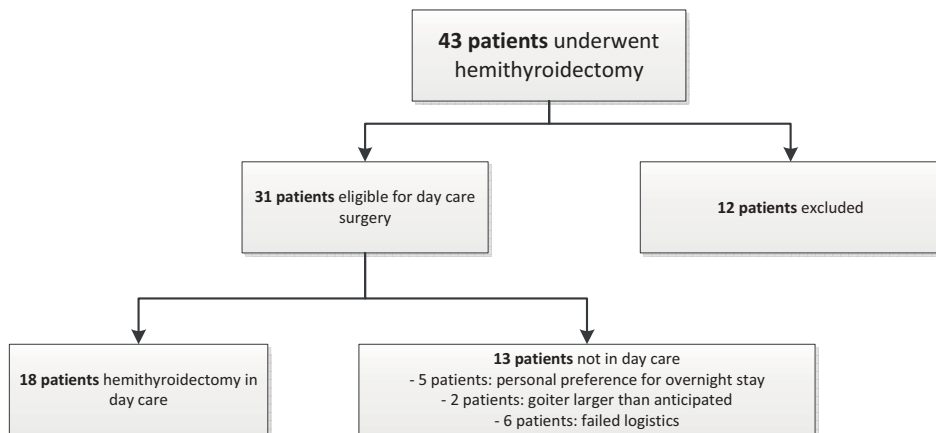 43 patients underwent
hemithyroidectomy
31 patients eligible for day care
surgery
12 patients excluded
18 patients hemithyroidectomy in
day care
13 patients not in day care
- 5 patients: personal preference for overnight stay
- 2 patients: goiter larger than anticipated
- 6 patients: failed logistics